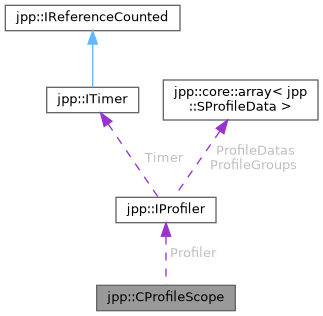 jpp::IReferenceCounted
jpp::ITimer
jpp::core::array< jpp
::SProfileData >
Timer
ProfileDatas
ProfileGroups
jpp::IProfiler
Profiler
jpp::CProfileScope